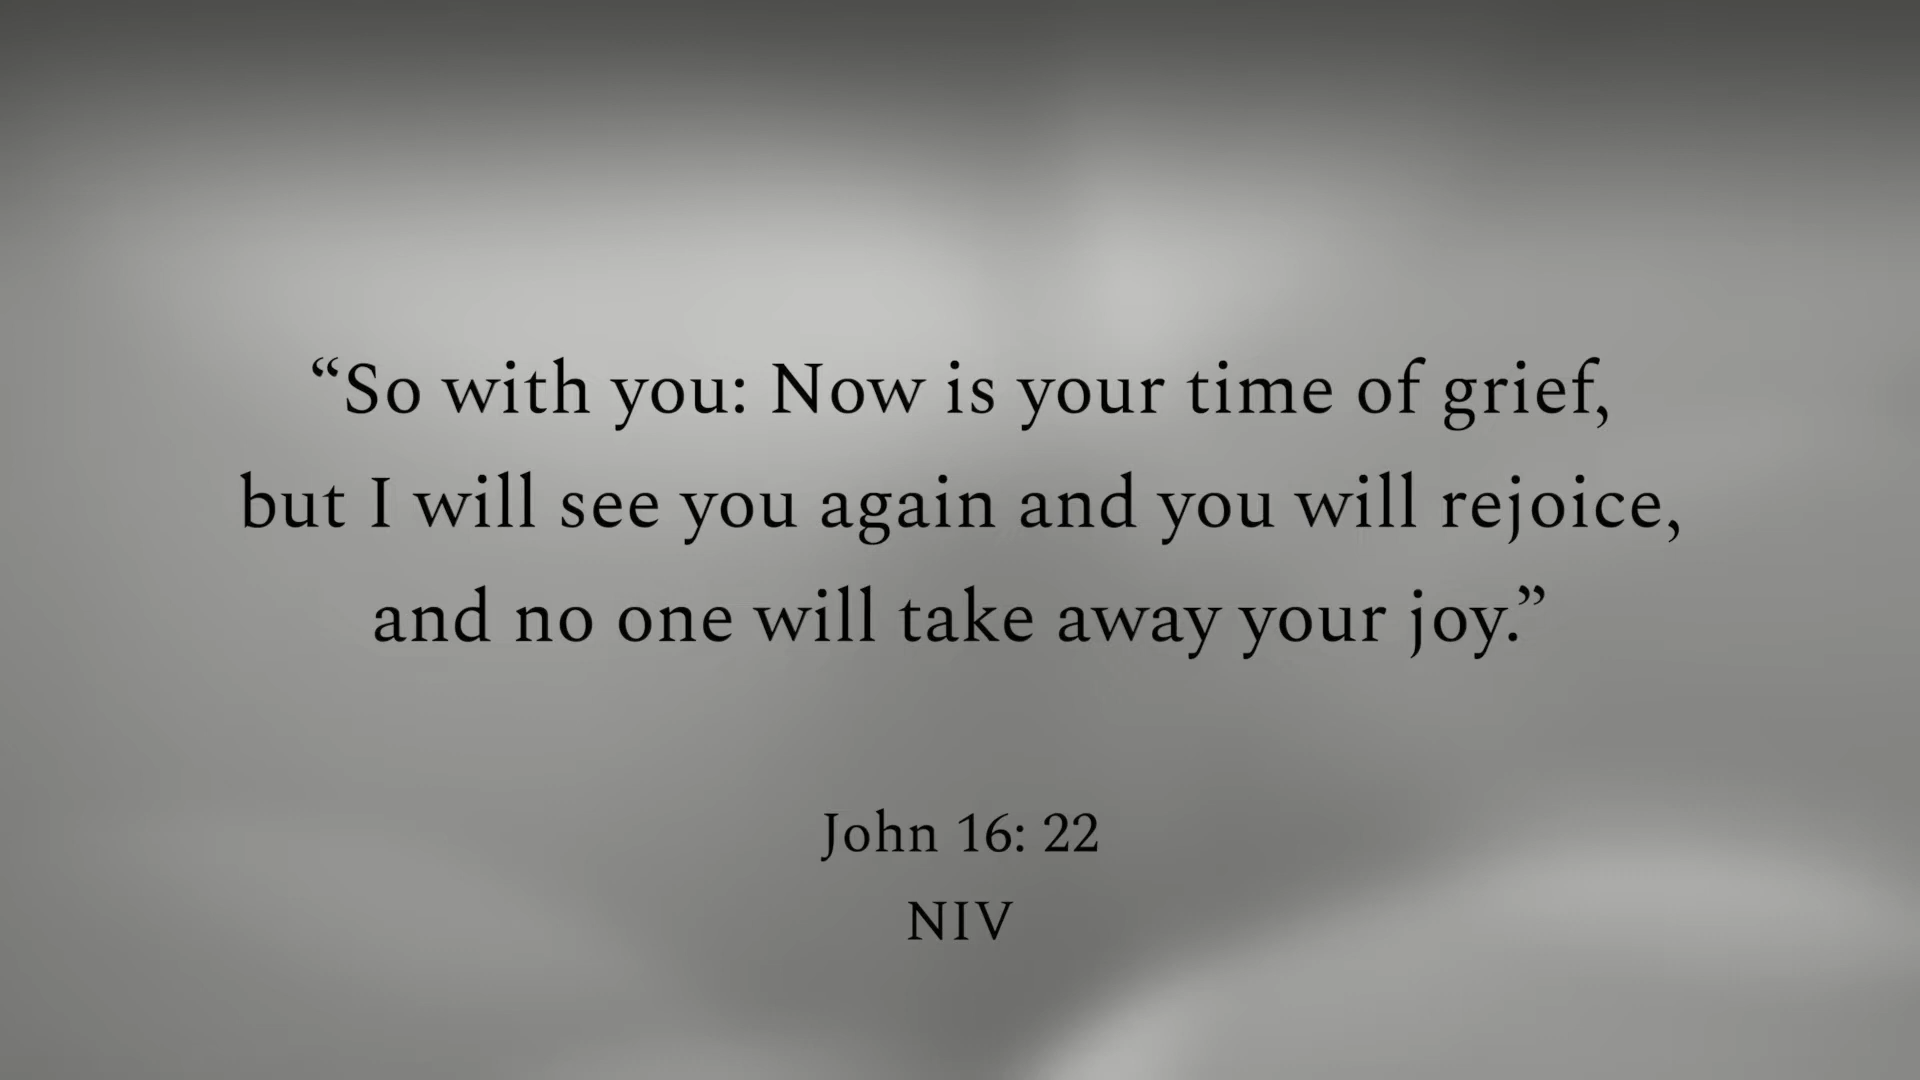 “So with you: Now is your time of grief,
but I will see you again and you will rejoice,
and no one will take away your joy.”
John 16: 22
NIV